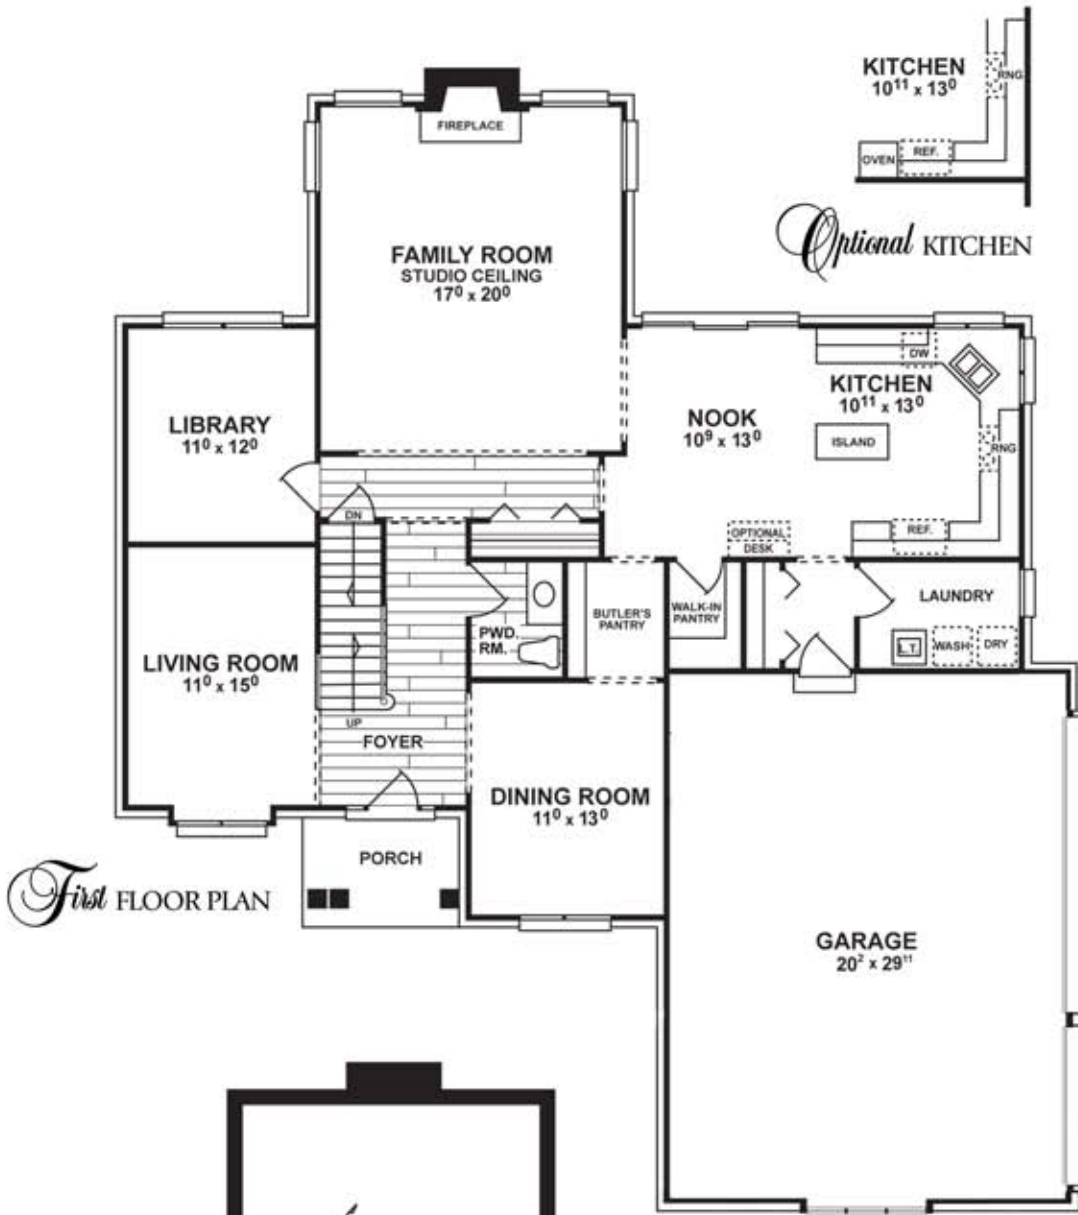 KITCHEN
10¹¹ x 13⁰
RNG
OVEN
REF.
Optional KITCHEN
FIREPLACE
FAMILY ROOM
STUDIO CEILING
17⁰ x 20⁰
LIBRARY
11⁰ x 12⁰
NOOK
10⁹ x 13⁰
DW
KITCHEN
10¹¹ x 13⁰
ISLAND
RNG
DN
OPTIONAL
DESK
REF.
LIVING ROOM
11⁰ x 15⁰
PWD.
RM.
BUTLER'S
PANTRY
WALK-IN
PANTRY
LAUNDRY
L.T.
WASH
DRY
UP
FOYER
DINING ROOM
11⁰ x 13⁰
PORCH
First FLOOR PLAN
GARAGE
20² x 29¹¹